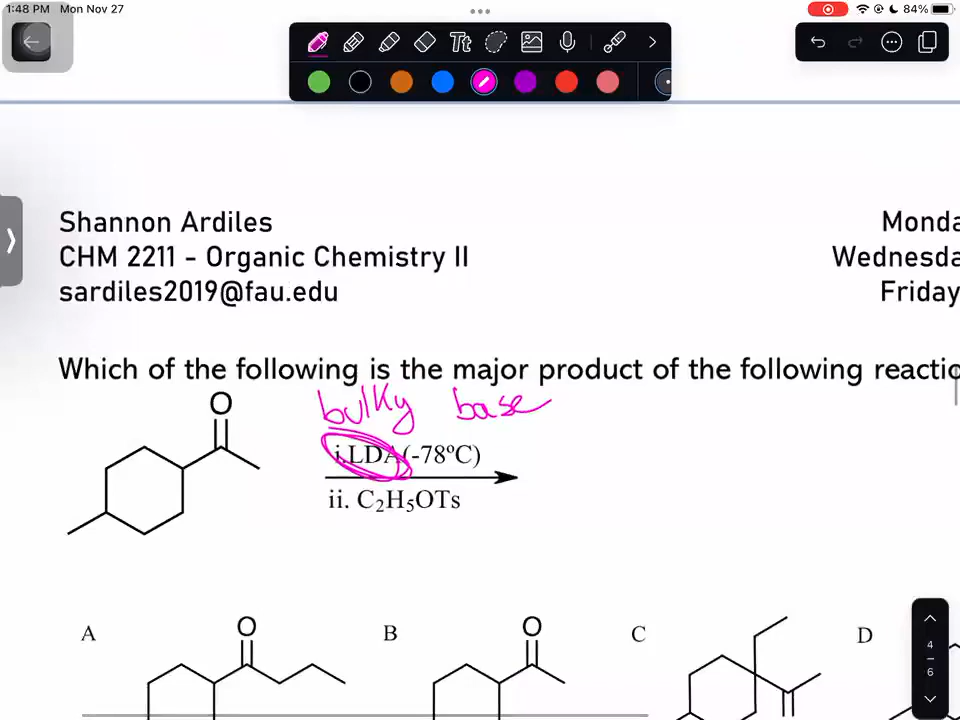 1:48 PM Mon Nov 27
84%
Tt
Shannon Ardiles
CHM 2211 - Organic Chemistry II
sardiles2019@fau.edu
Monda
Wednesda
Friday
Which of the following is the major product of the following reactio
bulky base
O
i.LDA(-78ºC)
ii. C₂H₅OTs
A
O
B
O
C
D
4
6